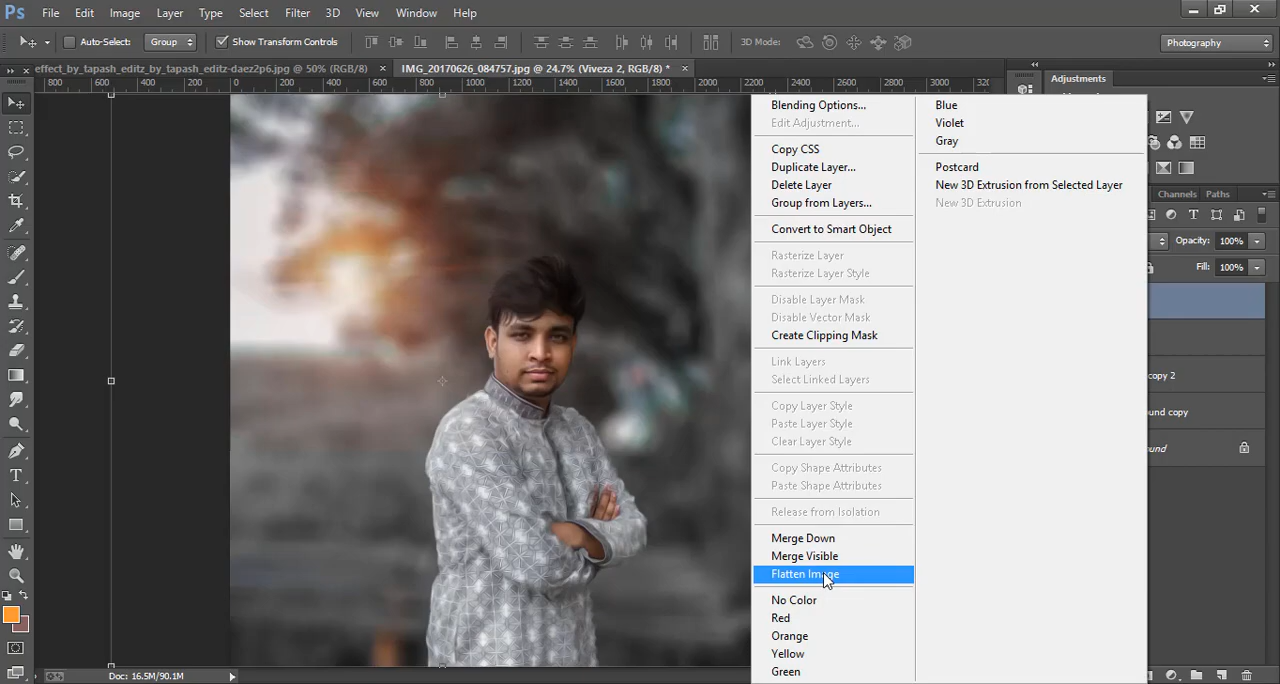 Ps File Edit Image Layer Type Select Filter 3D View Window Help
Auto-Select: Group Show Transform Controls 3D Mode: Photography
effect_by_tapash_editz_by_tapash_editz-daez2p6.jpg @ 50% (RGB/8) × IMG_20170626_084757.jpg @ 24.7% (Viveza 2, RGB/8) * ×
800 600 400 200 0 200 400 600 800 1000 1200 1400 1600 1800 2000 2200 3000 3200
Adjustments
Channels Paths
Opacity: 100%
Fill: 100%
copy 2
und copy
ound
Blending Options...
Edit Adjustment...
Copy CSS
Duplicate Layer...
Delete Layer
Group from Layers...
Convert to Smart Object
Rasterize Layer
Rasterize Layer Style
Disable Layer Mask
Disable Vector Mask
Create Clipping Mask
Link Layers
Select Linked Layers
Copy Layer Style
Paste Layer Style
Clear Layer Style
Copy Shape Attributes
Paste Shape Attributes
Release from Isolation
Merge Down
Merge Visible
Flatten Image
No Color
Red
Orange
Yellow
Green
Blue
Violet
Gray
Postcard
New 3D Extrusion from Selected Layer
New 3D Extrusion
Doc: 16.5M/90.1M